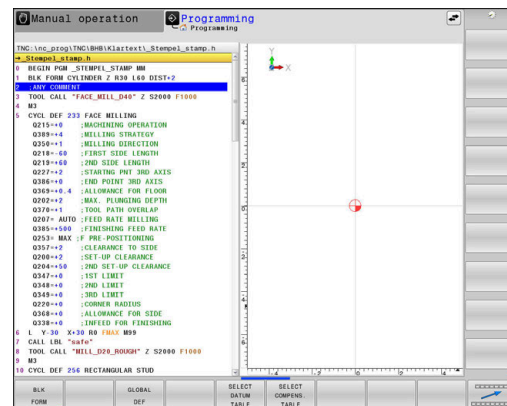 Manual operation
Programming
Programming
TNC:\nc_prog\TNC\BHB\Klartext\_Stempel_stamp.h
→_Stempel_stamp.h
0 BEGIN PGM _STEMPEL_STAMP MM
1 BLK FORM CYLINDER Z R30 L60 DIST+2
2 ;ANY COMMENT
3 TOOL CALL "FACE_MILL_D40" Z S2000 F1000
4 M3
5 CYCL DEF 233 FACE MILLING
Q215=+0 ;MACHINING OPERATION
Q389=+4 ;MILLING STRATEGY
Q350=+1 ;MILLING DIRECTION
Q218=-60 ;FIRST SIDE LENGTH
Q219=+60 ;2ND SIDE LENGTH
Q227=+2 ;STARTNG PNT 3RD AXIS
Q386=+0 ;END POINT 3RD AXIS
Q369=+0.4 ;ALLOWANCE FOR FLOOR
Q202=+2 ;MAX. PLUNGING DEPTH
Q370=+1 ;TOOL PATH OVERLAP
Q207= AUTO ;FEED RATE MILLING
Q385=+500 ;FINISHING FEED RATE
Q253= MAX ;F PRE-POSITIONING
Q357=+2 ;CLEARANCE TO SIDE
Q200=+2 ;SET-UP CLEARANCE
Q204=+50 ;2ND SET-UP CLEARANCE
Q347=+0 ;1ST LIMIT
Q348=+0 ;2ND LIMIT
Q349=+0 ;3RD LIMIT
Q220=+0 ;CORNER RADIUS
Q368=+0 ;ALLOWANCE FOR SIDE
Q338=+0 ;INFEED FOR FINISHING
6 L Y-30 X+30 R0 FMAX M99
7 CALL LBL "safe"
8 TOOL CALL "MILL_D20_ROUGH" Z S2000 F1000
9 M3
10 CYCL DEF 256 RECTANGULAR STUD
Y
X
BLK FORM
GLOBAL DEF
SELECT DATUM TABLE
SELECT COMPENS. TABLE